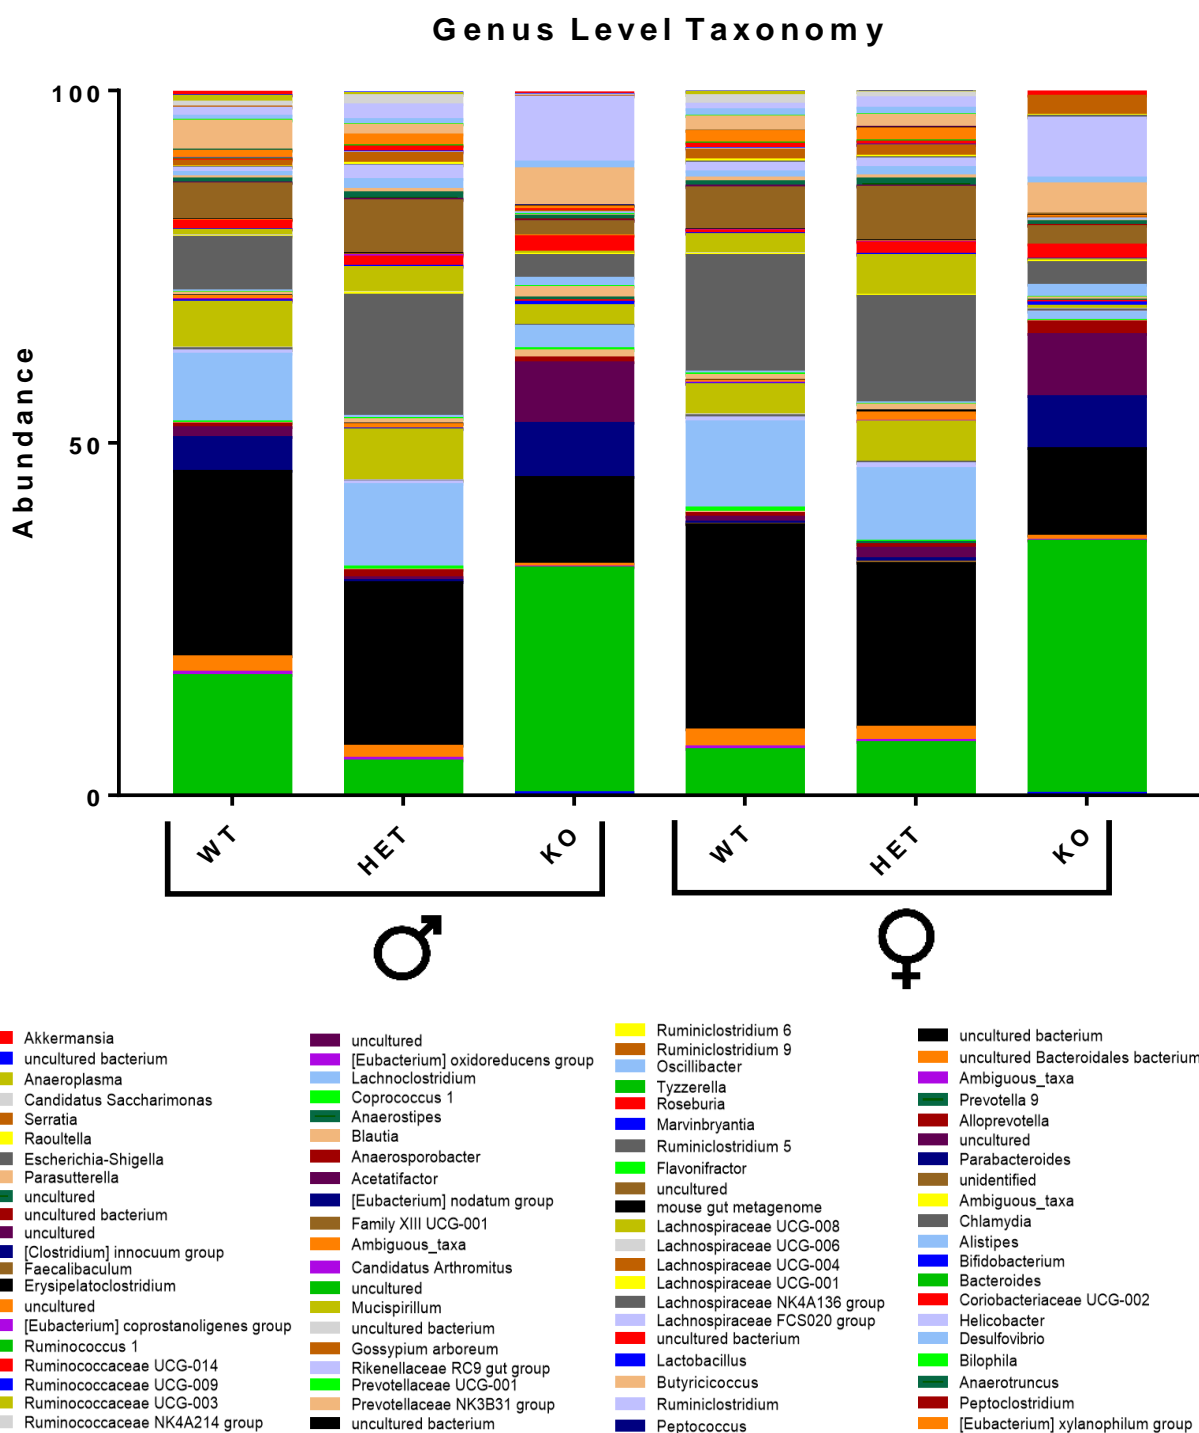 Genus Level Taxonomy
100
50
0
Abundance
WT
HET
KO
WT
HET
KO
Akkermansia
uncultured bacterium
Anaeroplasma
Candidatus Saccharimonas
Serratia
Raoultella
Escherichia-Shigella
Parasutterella
uncultured
uncultured bacterium
uncultured
[Clostridium] innocuum group
Faecalibaculum
Erysipelatoclostridium
uncultured
[Eubacterium] coprostanoligenes group
Ruminococcus 1
Ruminococcaceae UCG-014
Ruminococcaceae UCG-009
Ruminococcaceae UCG-003
Ruminococcaceae NK4A214 group
uncultured
[Eubacterium] oxidoreducens group
Lachnoclostridium
Coprococcus 1
Anaerostipes
Blautia
Anaerosporobacter
Acetatifactor
[Eubacterium] nodatum group
Family XIII UCG-001
Ambiguous_taxa
Candidatus Arthromitus
uncultured
Mucispirillum
uncultured bacterium
Gossypium arboreum
Rikenellaceae RC9 gut group
Prevotellaceae UCG-001
Prevotellaceae NK3B31 group
uncultured bacterium
Ruminiclostridium 6
Ruminiclostridium 9
Oscillibacter
Tyzzerella
Roseburia
Marvinbryantia
Ruminiclostridium 5
Flavonifractor
uncultured
mouse gut metagenome
Lachnospiraceae UCG-008
Lachnospiraceae UCG-006
Lachnospiraceae UCG-004
Lachnospiraceae UCG-001
Lachnospiraceae NK4A136 group
Lachnospiraceae FCS020 group
uncultured bacterium
Lactobacillus
Butyricicoccus
Ruminiclostridium
Peptococcus
uncultured bacterium
uncultured Bacteroidales bacterium
Ambiguous_taxa
Prevotella 9
Alloprevotella
uncultured
Parabacteroides
unidentified
Ambiguous_taxa
Chlamydia
Alistipes
Bifidobacterium
Bacteroides
Coriobacteriaceae UCG-002
Helicobacter
Desulfovibrio
Bilophila
Anaerotruncus
Peptoclostridium
[Eubacterium] xylanophilum group